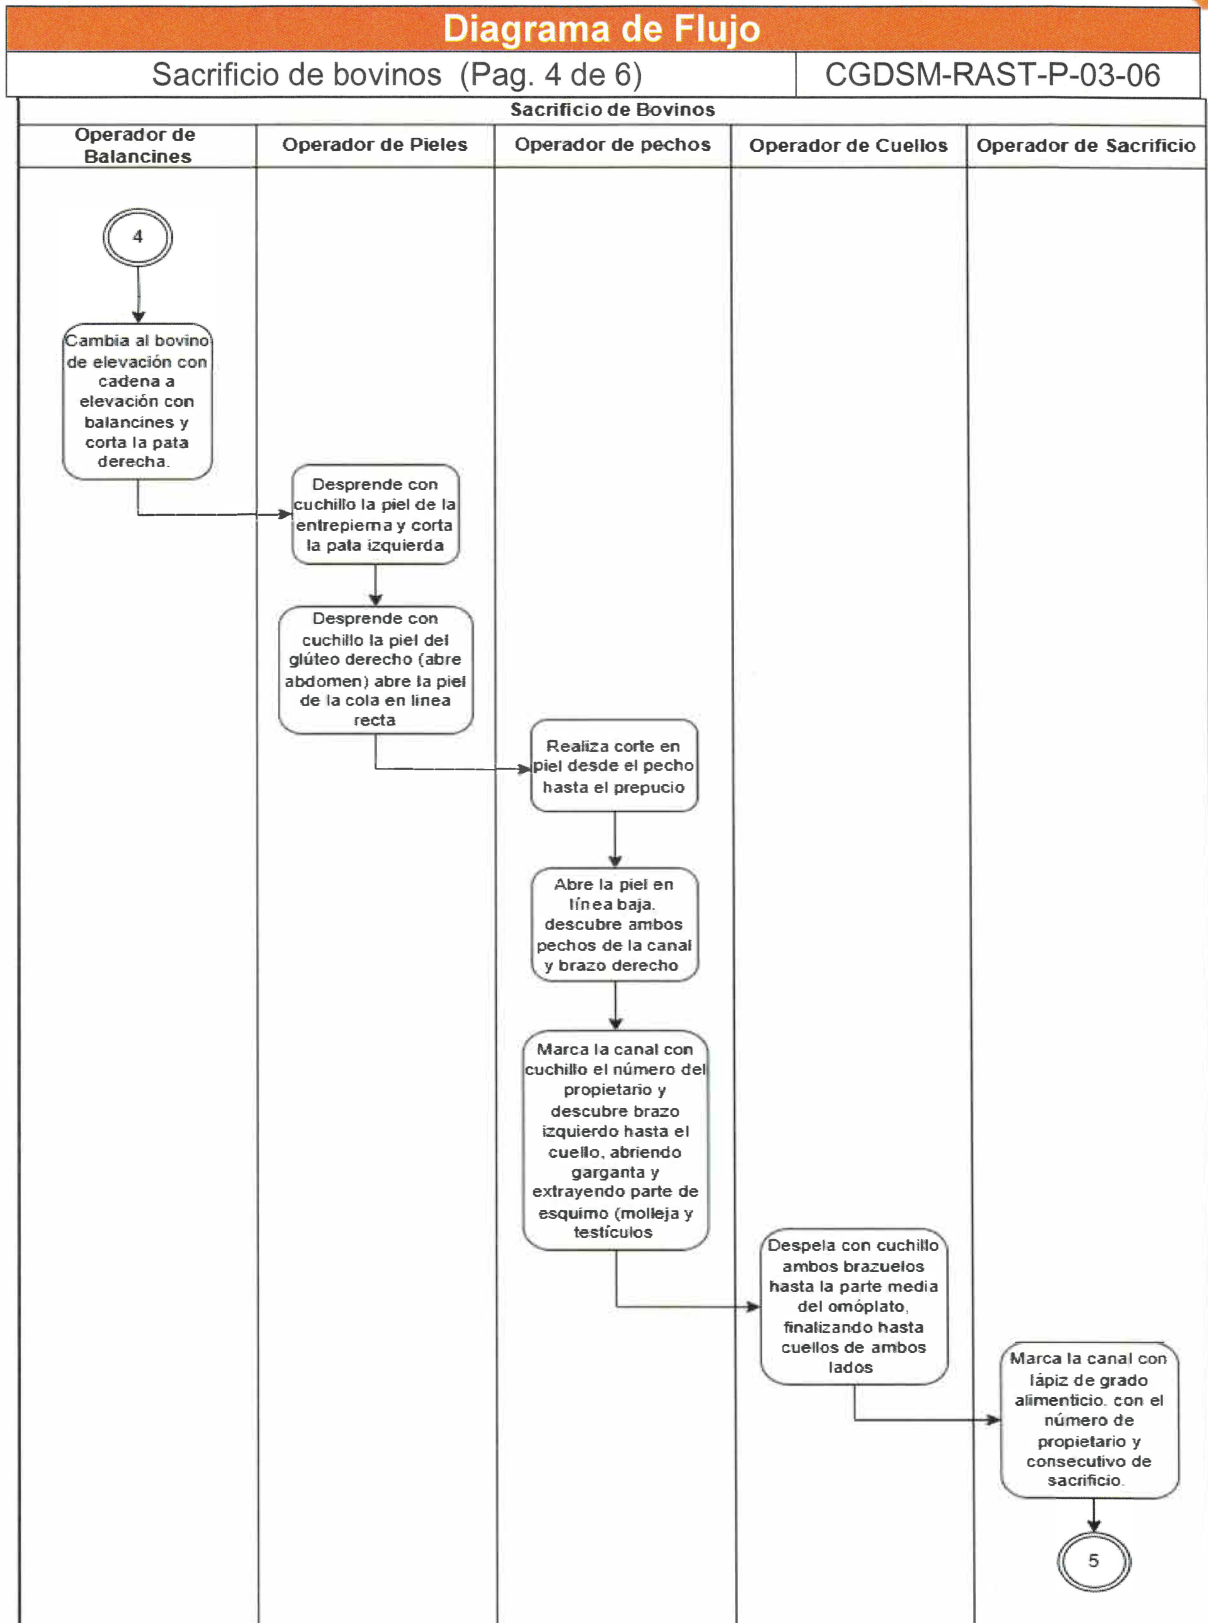 Diagrama de Flujo
Sacrificio de bovinos (Pag. 4 de 6)
CGDSM-RAST-P-03-06
Sacrificio de Bovinos
Operador de
Balancines
Operador de Pieles
Operador de pechos
Operador de Cuellos
Operador de Sacrificio
4
Cambia al bovino
de elevación con
cadena a
elevación con
balancines y
corta la pata
derecha.
Desprende con
cuchillo la piel de la
entrepierna y corta
la pata izquierda
Desprende con
cuchillo la piel del
glúteo derecho (abre
abdomen) abre la piel
de la cola en linea
recta
Realiza corte en
piel desde el pecho
hasta el prepucio
Abre la piel en
línea baja.
descubre ambos
pechos de la canal
y brazo derecho
Marca la canal con
cuchillo el número del
propietario y
descubre brazo
izquierdo hasta el
cuello, abriendo
garganta y
extrayendo parte de
esquimo (molleja y
testículos
Despela con cuchillo
ambos brazuelos
hasta la parte media
del omóplato,
finalizando hasta
cuellos de ambos
lados
Marca la canal con
lápiz de grado
alimenticio. con el
número de
propietario y
consecutivo de
sacrificio.
5